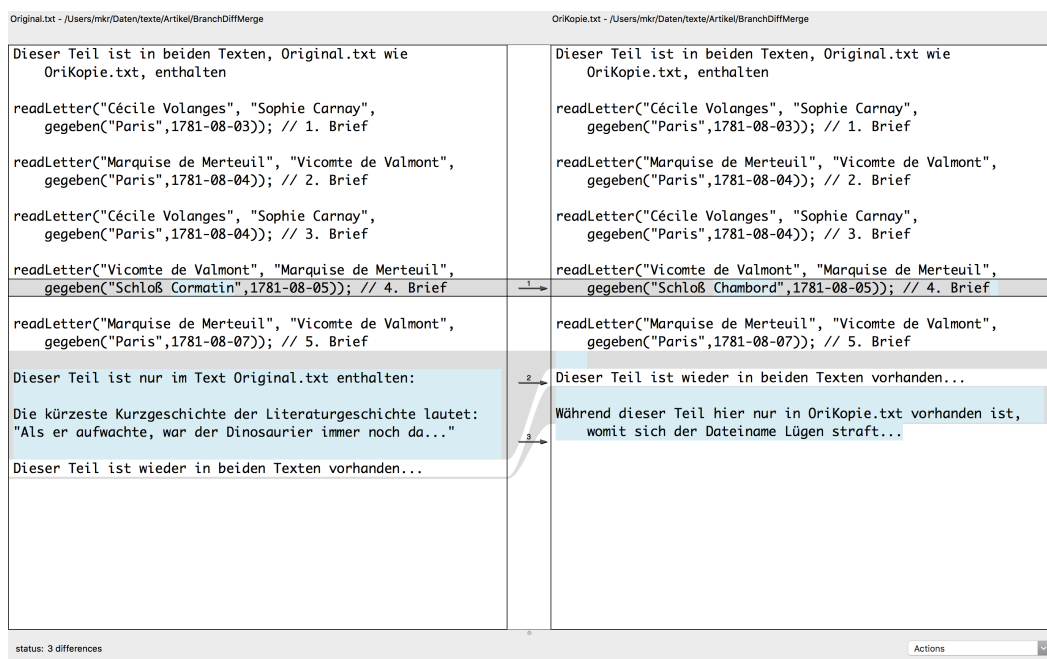 Original.txt - /Users/mkr/Daten/texte/Artikel/BranchDiffMerge
Dieser Teil ist in beiden Texten, Original.txt wie
OriKopie.txt, enthalten
readLetter("Cécile Volanges", "Sophie Carnay",
gegeben("Paris",1781-08-03)); // 1. Brief
readLetter("Marquise de Merteuil", "Vicomte de Valmont",
gegeben("Paris",1781-08-04)); // 2. Brief
readLetter("Cécile Volanges", "Sophie Carnay",
gegeben("Paris",1781-08-04)); // 3. Brief
readLetter("Vicomte de Valmont", "Marquise de Merteuil",
gegeben("Schloß Cormatin",1781-08-05)); // 4. Brief
readLetter("Marquise de Merteuil", "Vicomte de Valmont",
gegeben("Paris",1781-08-07)); // 5. Brief
Dieser Teil ist nur im Text Original.txt enthalten:
Die kürzeste Kurzgeschichte der Literaturgeschichte lautet:
"Als er aufwachte, war der Dinosaurier immer noch da..."
Dieser Teil ist wieder in beiden Texten vorhanden...
1
2
3
OriKopie.txt - /Users/mkr/Daten/texte/Artikel/BranchDiffMerge
Dieser Teil ist in beiden Texten, Original.txt wie
OriKopie.txt, enthalten
readLetter("Cécile Volanges", "Sophie Carnay",
gegeben("Paris",1781-08-03)); // 1. Brief
readLetter("Marquise de Merteuil", "Vicomte de Valmont",
gegeben("Paris",1781-08-04)); // 2. Brief
readLetter("Cécile Volanges", "Sophie Carnay",
gegeben("Paris",1781-08-04)); // 3. Brief
readLetter("Vicomte de Valmont", "Marquise de Merteuil",
gegeben("Schloß Chambord",1781-08-05)); // 4. Brief
readLetter("Marquise de Merteuil", "Vicomte de Valmont",
gegeben("Paris",1781-08-07)); // 5. Brief
Dieser Teil ist wieder in beiden Texten vorhanden...
Während dieser Teil hier nur in OriKopie.txt vorhanden ist,
womit sich der Dateiname Lügen straft...
status: 3 differences
Actions